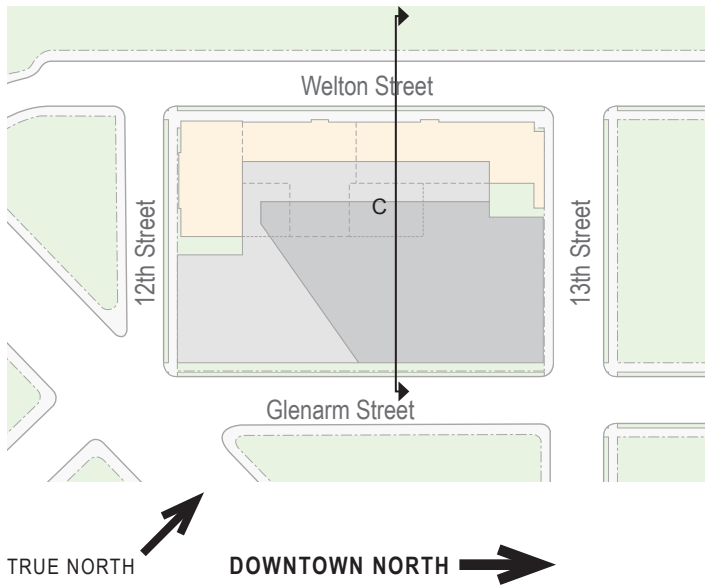 Welton Street
C
12th Street
13th Street
Glenarm Street
TRUE NORTH
DOWNTOWN NORTH